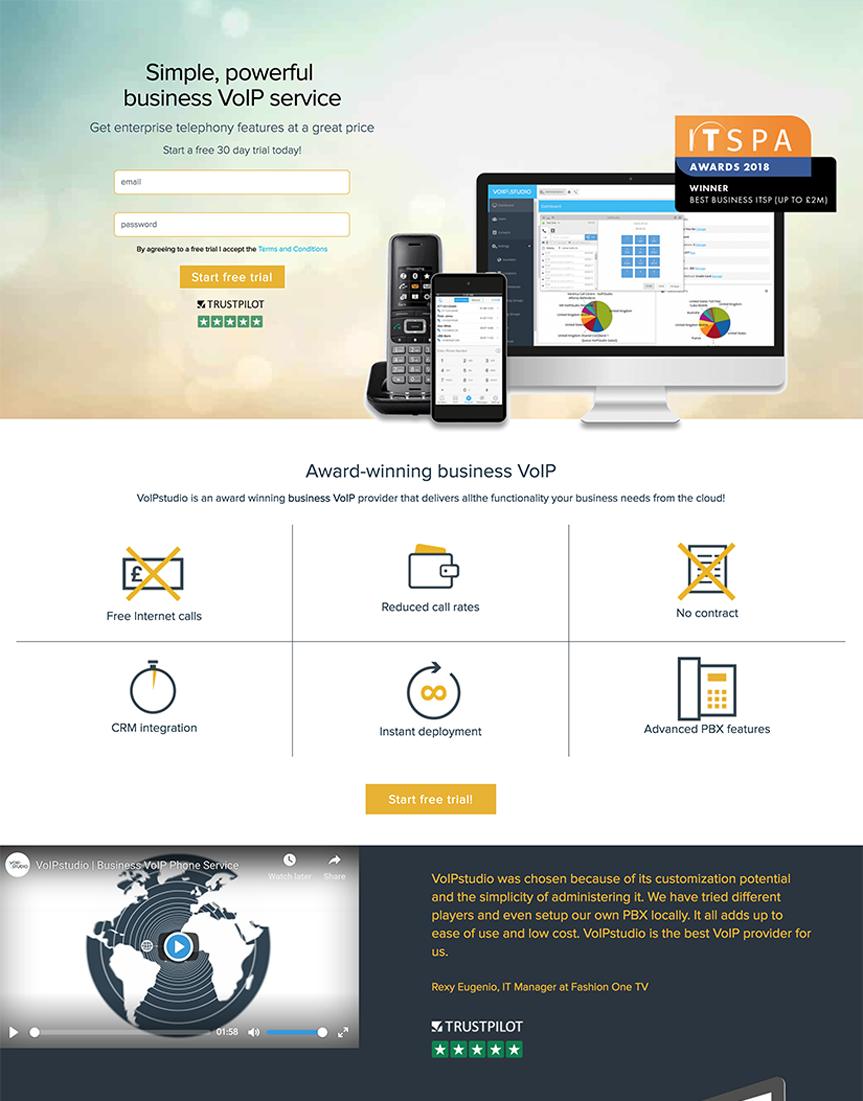 Simple, powerful
business VoIP service
Get enterprise telephony features at a great price
Start a free 30 day trial today!
email
password
By agreeing to a free trial I accept the Terms and Conditions
Start free trial
TRUSTPILOT
ITSPA
AWARDS 2018
WINNER
BEST BUSINESS ITSP (UP TO £2M)
VOIPSTUDIO
Dashboard
Award-winning business VoIP
VoIPstudio is an award winning business VoIP provider that delivers allthe functionality your business needs from the cloud!
£
Free Internet calls
Reduced call rates
No contract
CRM integration
Instant deployment
Advanced PBX features
Start free trial!
VoIPstudio | Business VoIP Phone Service
Watch later
Share
01:58
VoIPstudio was chosen because of its customization potential
and the simplicity of administering it. We have tried different
players and even setup our own PBX locally. It all adds up to
ease of use and low cost. VoIPstudio is the best VoIP provider for
us.
Rexy Eugenio, IT Manager at Fashion One TV
TRUSTPILOT